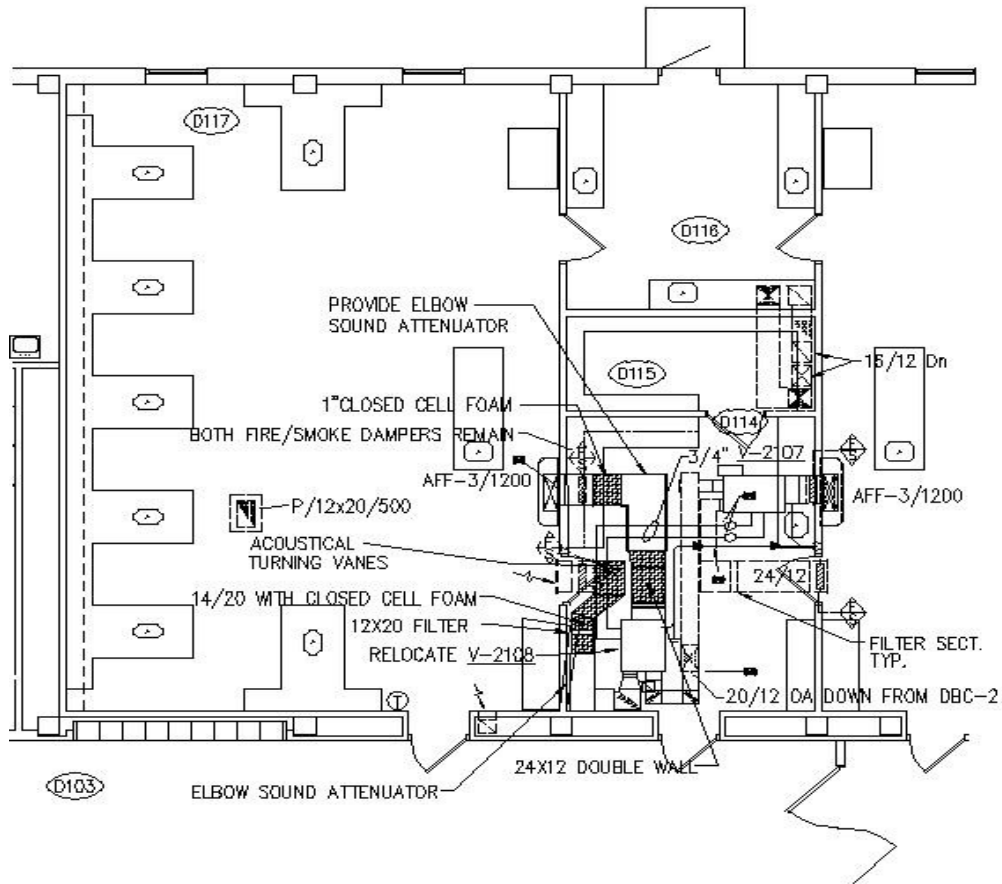 D117
D116
PROVIDE ELBOW
SOUND ATTENUATOR
16/12 Dn
D115
1"CLOSED CELL FOAM
D114
BOTH FIRE/SMOKE DAMPERS REMAIN
3/4" V-2107
AFF-3/1200
AFF-3/1200
P/12x20/500
ACOUSTICAL
TURNING VANES
24/12
14/20 WITH CLOSED CELL FOAM
12X20 FILTER
RELOCATE V-2108
FILTER SECT.
TYP.
T
20/12 OA DOWN FROM DBC-2
24X12 DOUBLE WALL
D103
ELBOW SOUND ATTENUATOR